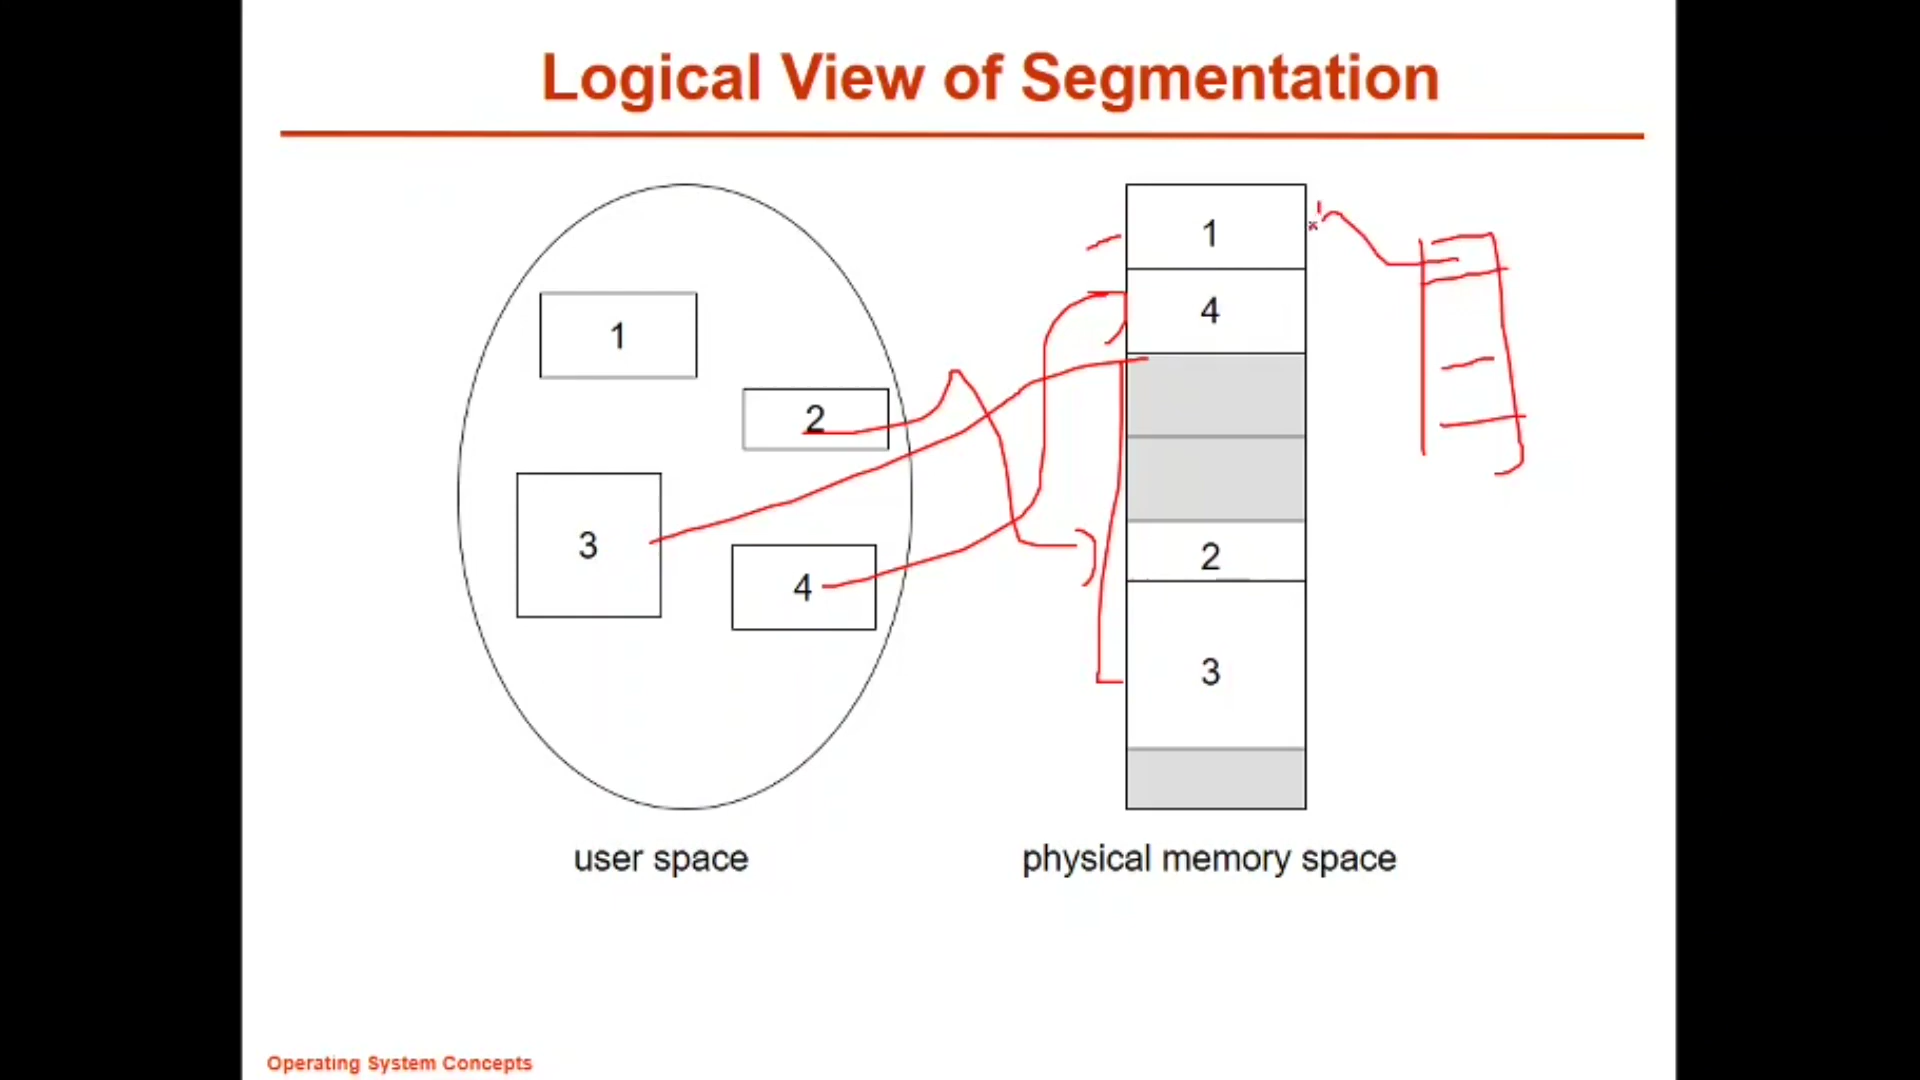 Logical View of Segmentation
1
2
3
4
1
4
2
3
user space
physical memory space
Operating System Concepts